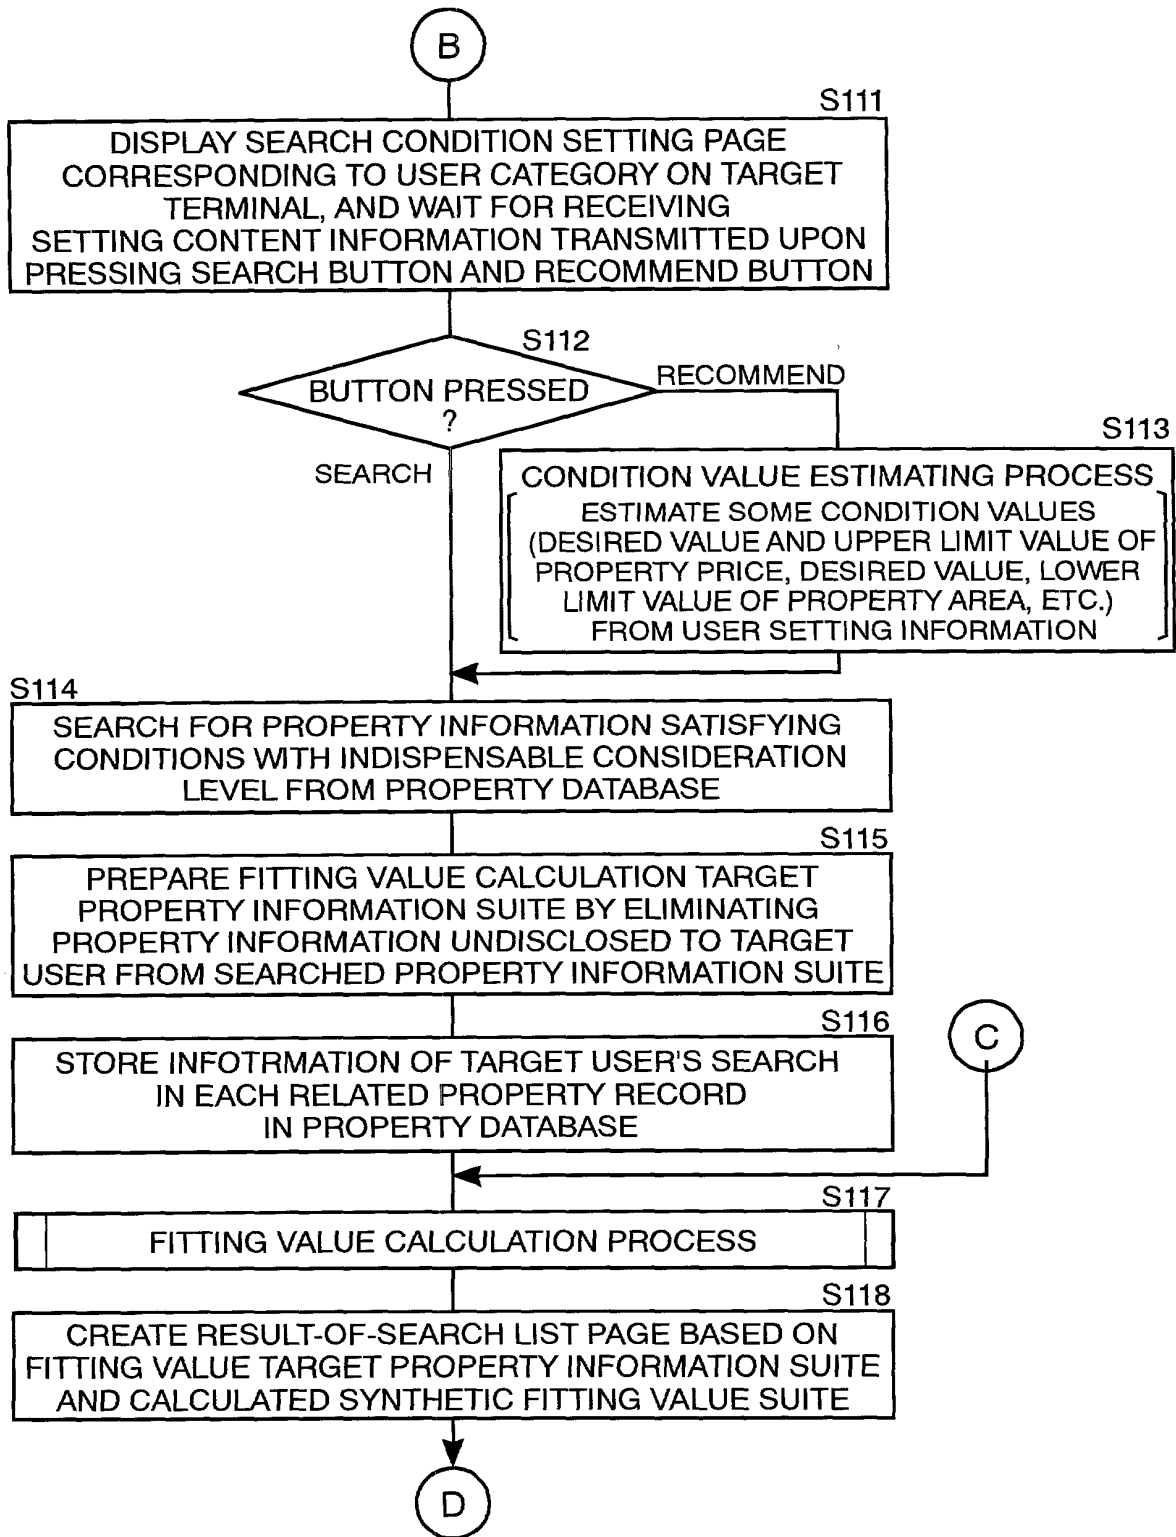 B
S111
DISPLAY SEARCH CONDITION SETTING PAGE
CORRESPONDING TO USER CATEGORY ON TARGET
TERMINAL, AND WAIT FOR RECEIVING
SETTING CONTENT INFORMATION TRANSMITTED UPON
PRESSING SEARCH BUTTON AND RECOMMEND BUTTON
S112
BUTTON PRESSED
?
RECOMMEND
SEARCH
S113
CONDITION VALUE ESTIMATING PROCESS
ESTIMATE SOME CONDITION VALUES
(DESIRED VALUE AND UPPER LIMIT VALUE OF
PROPERTY PRICE, DESIRED VALUE, LOWER
LIMIT VALUE OF PROPERTY AREA, ETC.)
FROM USER SETTING INFORMATION
S114
SEARCH FOR PROPERTY INFORMATION SATISFYING
CONDITIONS WITH INDISPENSABLE CONSIDERATION
LEVEL FROM PROPERTY DATABASE
S115
PREPARE FITTING VALUE CALCULATION TARGET
PROPERTY INFORMATION SUITE BY ELIMINATING
PROPERTY INFORMATION UNDISCLOSED TO TARGET
USER FROM SEARCHED PROPERTY INFORMATION SUITE
S116
STORE INFOTRMATION OF TARGET USER'S SEARCH
IN EACH RELATED PROPERTY RECORD
IN PROPERTY DATABASE
C
S117
FITTING VALUE CALCULATION PROCESS
S118
CREATE RESULT-OF-SEARCH LIST PAGE BASED ON
FITTING VALUE TARGET PROPERTY INFORMATION SUITE
AND CALCULATED SYNTHETIC FITTING VALUE SUITE
D